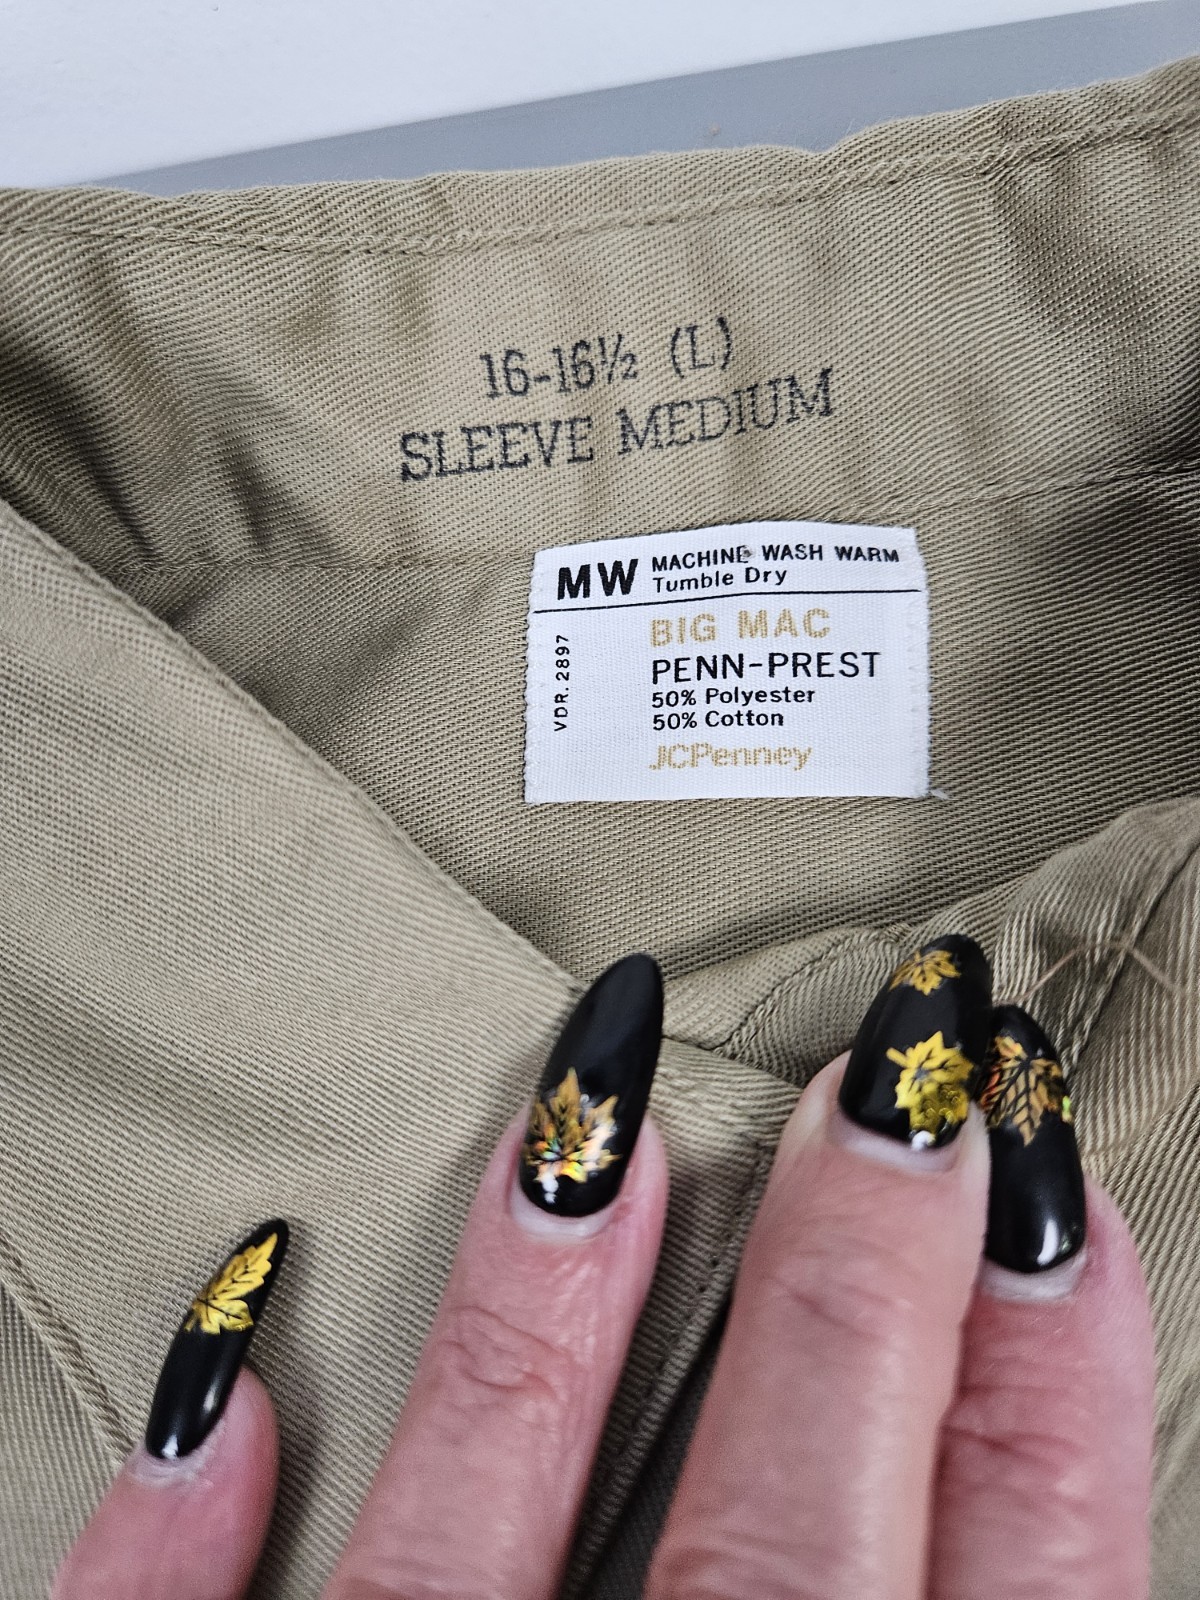 16-16½ (L)
SLEEVE MEDIUM
MW MACHINE WASH WARM
Tumble Dry
VDR. 2897
BIG MAC
PENN-PREST
50% Polyester
50% Cotton
JCPenney